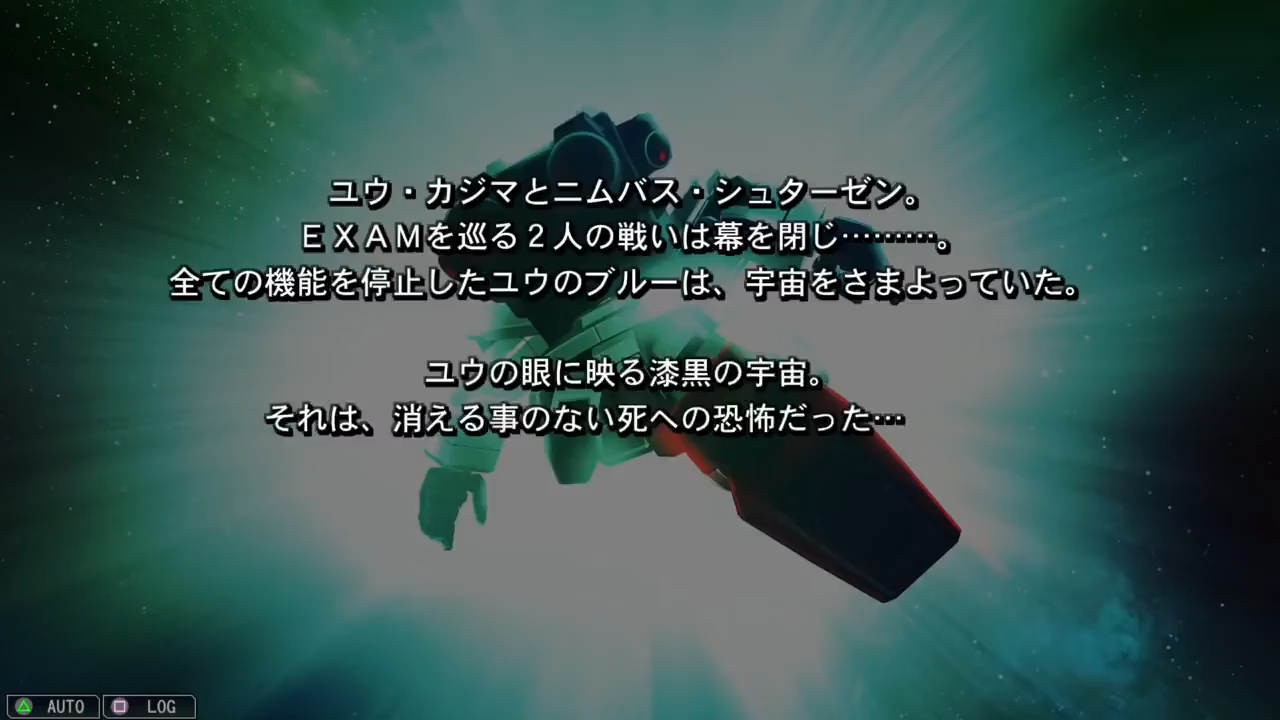 ユウ・カジマとニムバス・シュターゼン。
ＥＸＡＭを巡る２人の戦いは幕を閉じ………。
全ての機能を停止したユウのブルーは、宇宙をさまよっていた。
ユウの眼に映る漆黒の宇宙。
それは、消える事のない死への恐怖だった…
AUTO
LOG